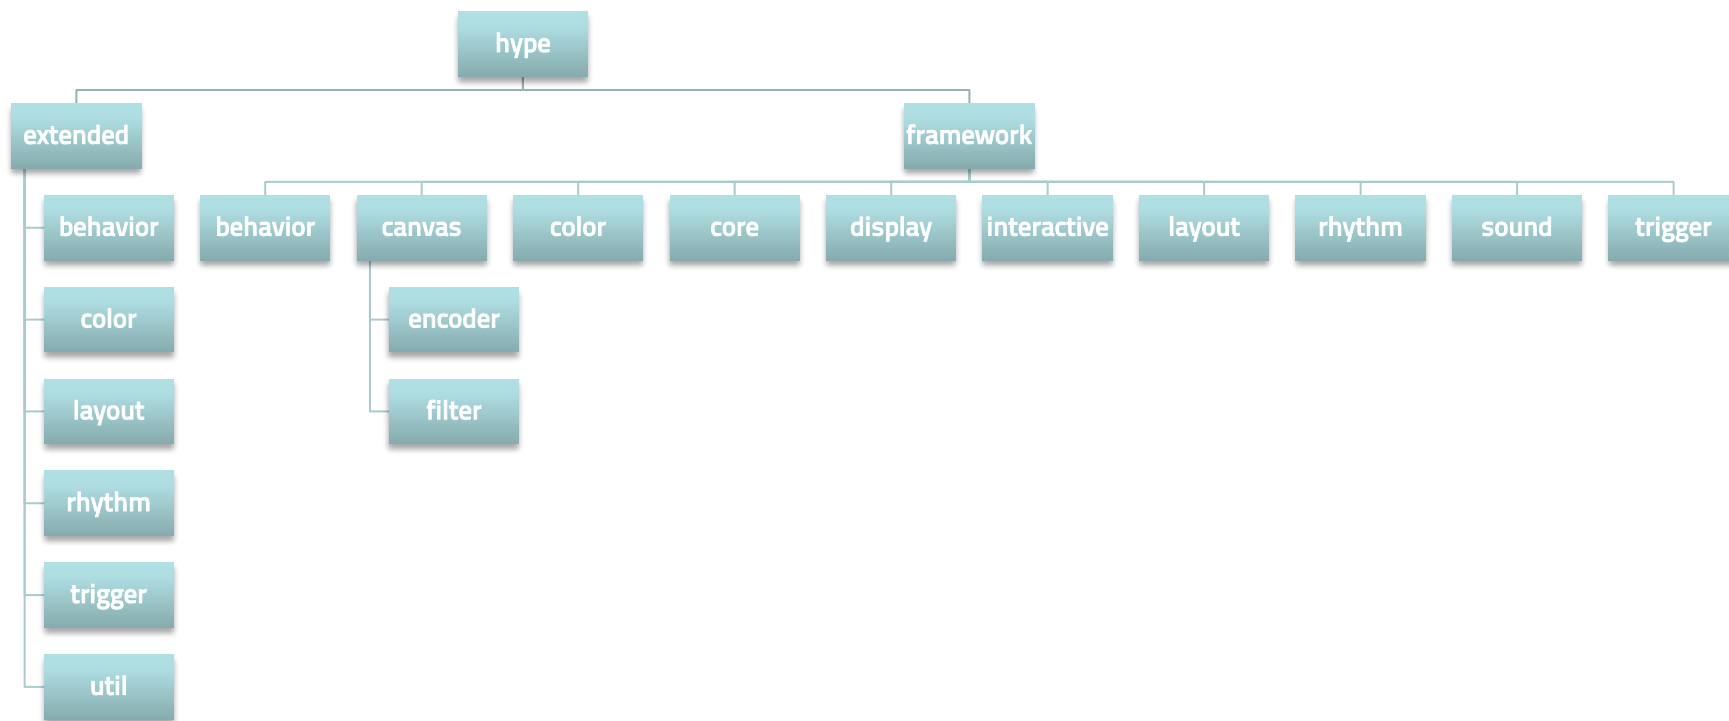 hype
extended
framework
behavior
behavior
canvas
color
core
display
interactive
layout
rhythm
sound
trigger
color
encoder
layout
filter
rhythm
trigger
util